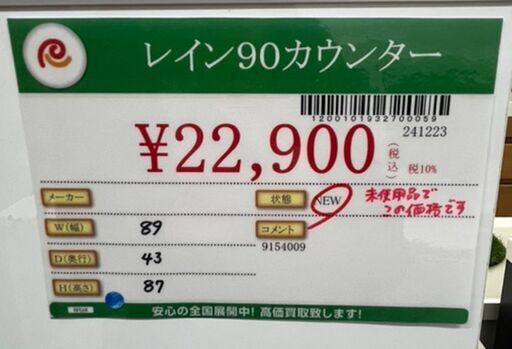 レイン90カウンター
1200101932700059
241223
¥22,900
(税込)
税10%
メーカー
状態
NEW
未使用品で
この価格です
W(幅)
89
コメント
9154009
D(奥行)
43
H(高さ)
87
安心の全国展開中! 高価買取致します!